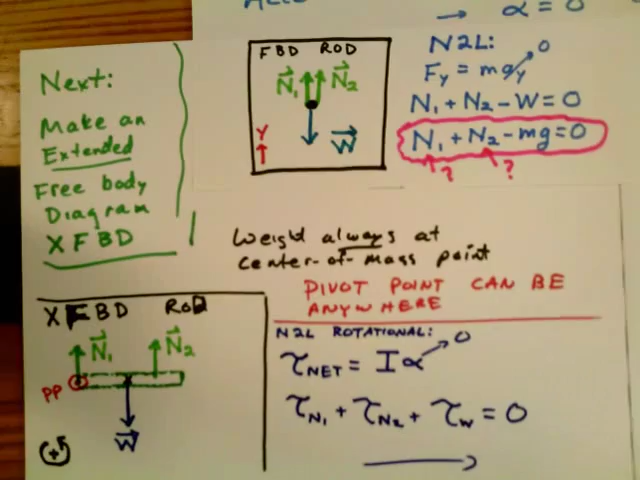 → α = 0
Next:
Make an
Extended
Free body
Diagram
XFBD
FBD ROD
N₁ N₂
Y
W
N2L:
Fy = may 0
N₁ + N₂ - W = 0
N₁ + N₂ - mg = 0
? ?
Weight always at
center-of-mass point
PIVOT POINT CAN BE
ANYWHERE
XFBD ROD
N₁ N₂
PP
W
+
N2L ROTATIONAL:
τNET = Iα 0
τN₁ + τN₂ + τw = 0